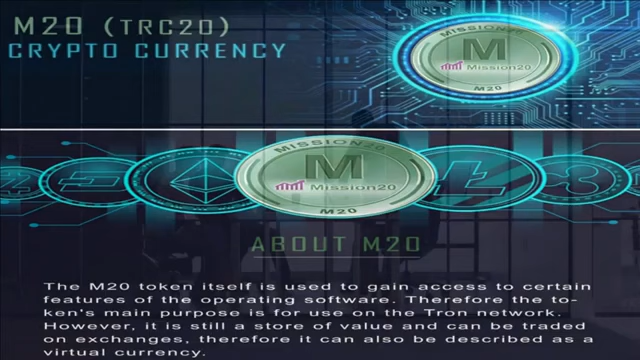 M20 (TRC20)
CRYPTO CURRENCY
MISSION20
M
Mission20
M20
MISSION20
M
Mission20
M20
ABOUT M20
The M20 token itself is used to gain access to certain
features of the operating software. Therefore the to-
ken's main purpose is for use on the Tron network.
However, it is still a store of value and can be traded
on exchanges, therefore it can also be described as a
virtual currency.